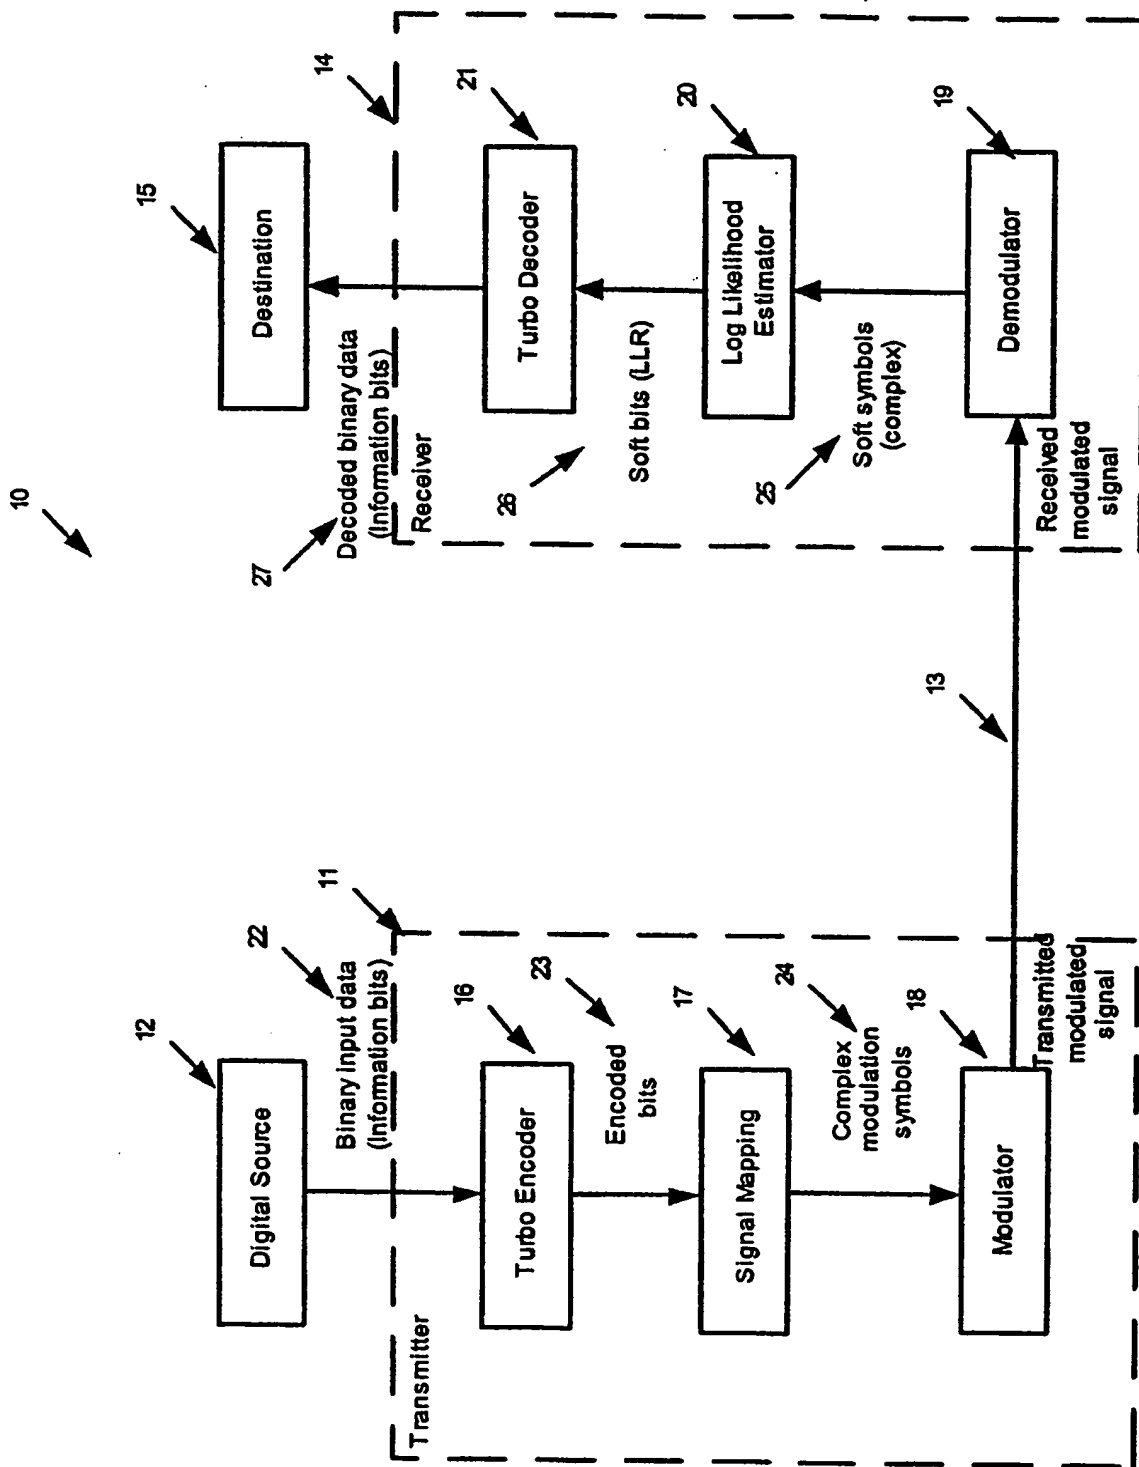 10
12
Digital Source
22
Binary input data
(Information bits)
11
Transmitter
16
Turbo Encoder
23
Encoded
bits
17
Signal Mapping
24
Complex
modulation
symbols
18
Modulator
Transmitted
modulated
signal
13
15
Destination
27
Decoded binary data
(Information bits)
14
Receiver
21
Turbo Decoder
26
Soft bits (LLR)
20
Log Likelihood
Estimator
25
Soft symbols
(complex)
19
Demodulator
Received
modulated
signal